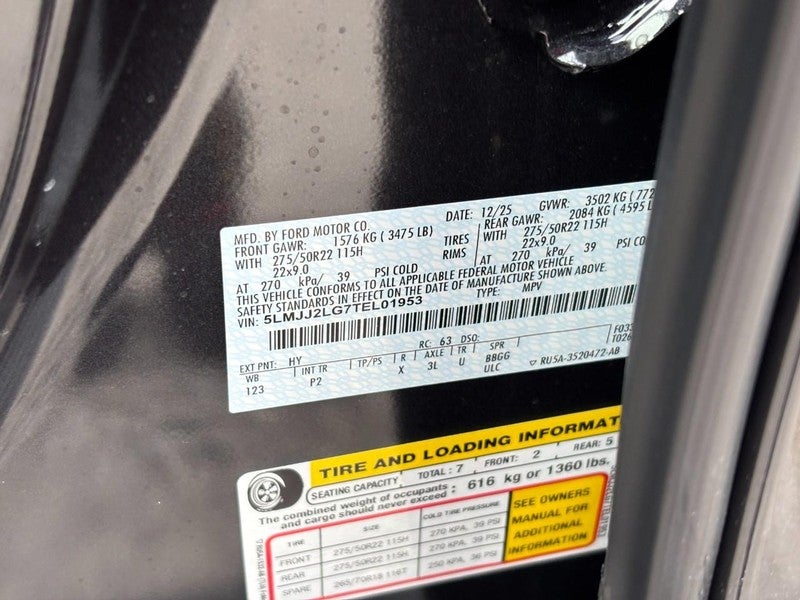 MFD. BY FORD MOTOR CO.
DATE: 12/25 GVWR: 3502 KG (772
FRONT GAWR: 1576 KG ( 3475 LB) REAR GAWR: 2084 KG ( 4595 L
WITH 275/50R22 115H TIRES WITH 275/50R22 115H
22x9.0 RIMS 22x9.0
AT 270 kPa/ 39 PSI COLD AT 270 kPa/ 39 PSI COLD
THIS VEHICLE CONFORMS TO ALL APPLICABLE FEDERAL MOTOR VEHICLE
SAFETY STANDARDS IN EFFECT ON THE DATE OF MANUFACTURE SHOWN ABOVE.
VIN: 5LMJJ2LG7TEL01953 TYPE: MPV
EXT PNT: HY RC: 63 DSO: F033
WB INT TR TP/PS R AXLE TR SPR T026
123 P2 X 3L U BBGG RU5A-3520472-AB
ULC
TIRE AND LOADING INFORMAT
SEATING CAPACITY TOTAL: 7 FRONT: 2 REAR: 5
The combined weight of occupants and cargo should never exceed: 616 kg or 1360 lbs.
TIRE SIZE COLD TIRE PRESSURE
FRONT 275/50R22 115H 270 KPA, 39 PSI
REAR 275/50R22 115H 270 KPA, 39 PSI
SPARE 265/70R18 116T 250 KPA, 36 PSI
SEE OWNERS
MANUAL FOR
ADDITIONAL
INFORMATION